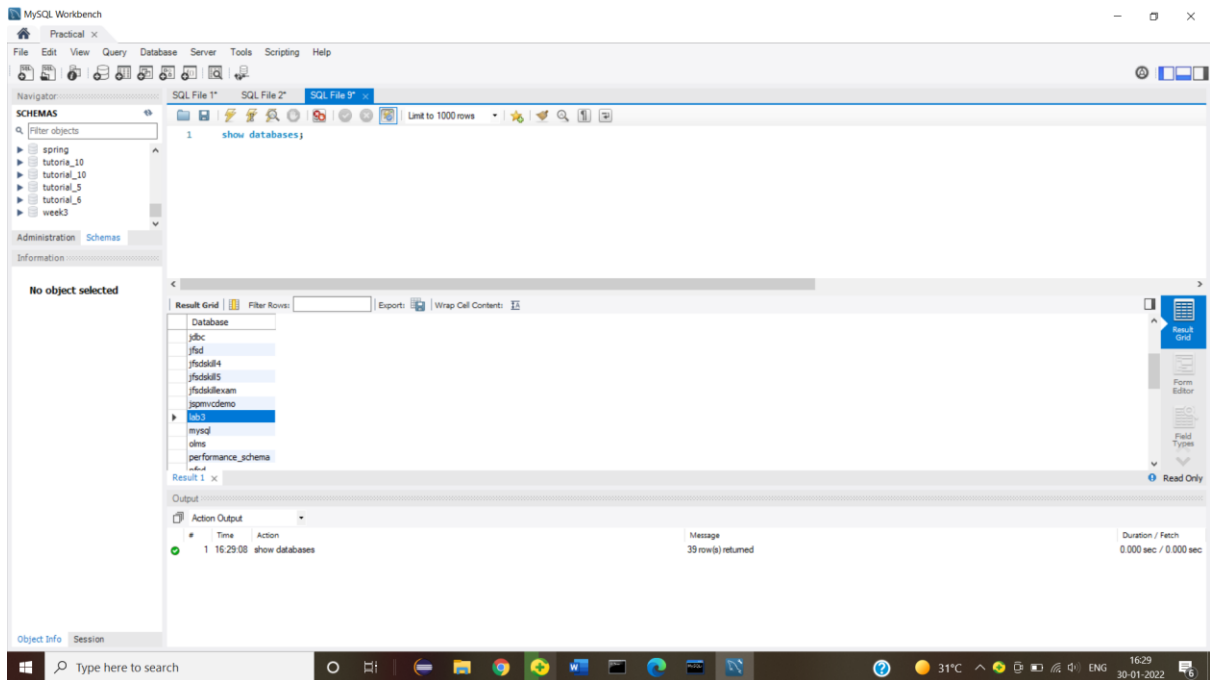 MySQL Workbench
Practical ×
File Edit View Query Database Server Tools Scripting Help
Navigator
SQL File 1* SQL File 2* SQL File 9* ×
SCHEMAS
Limit to 1000 rows
Filter objects
1 show databases;
spring
tutoria_10
tutorial_10
tutorial_5
tutorial_6
week3
Administration Schemas
Information
No object selected
Result Grid Filter Rows: Export: Wrap Cell Content:
Database
jdbc
jfsd
jfsdskill4
jfsdskill5
jfsdskillexam
jspmvcdemo
lab3
mysql
olms
performance_schema
Result Grid
Form Editor
Field Types
Result 1 ×
Read Only
Output
Action Output
# Time Action Message Duration / Fetch
1 16:29:08 show databases 39 row(s) returned 0.000 sec / 0.000 sec
Object Info Session
Type here to search
31°C ENG 16:29
30-01-2022
6